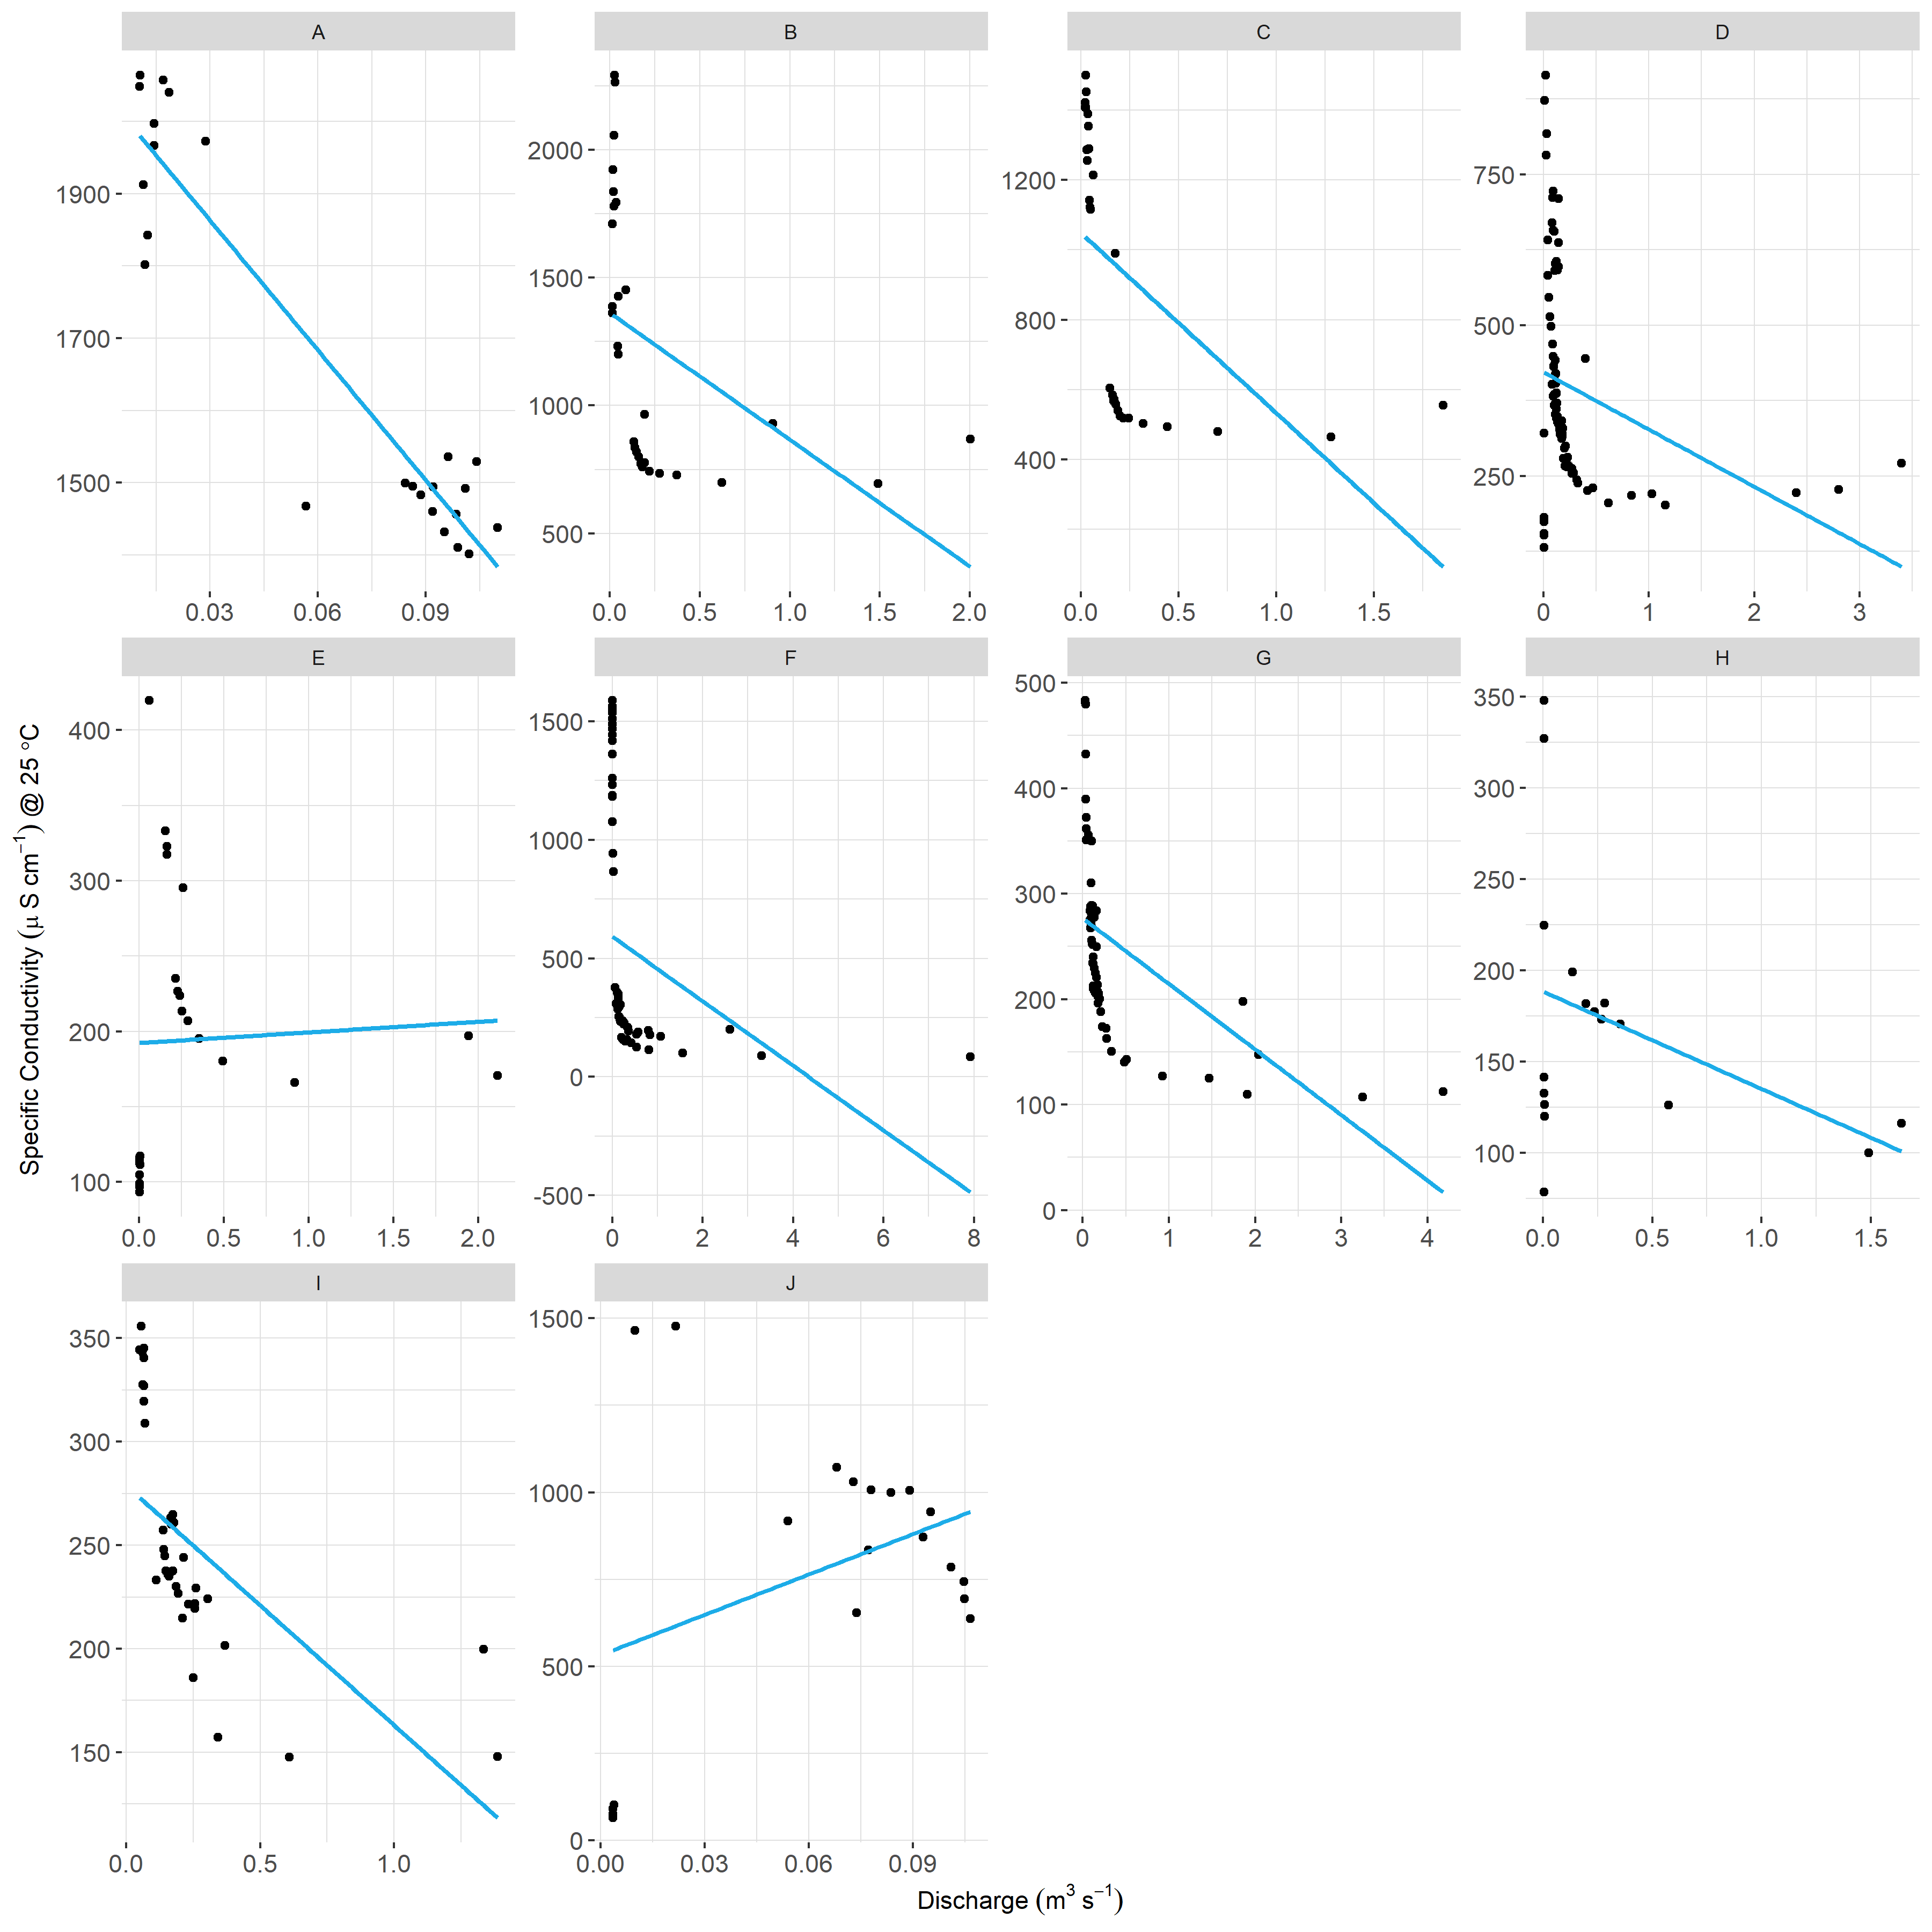 A B C D
1900
1700
1500
0.03 0.06 0.09
2000
1500
1000
500
0.0 0.5 1.0 1.5 2.0
1200
800
400
0.0 0.5 1.0 1.5
750
500
250
0 1 2 3
E F G H
400
300
200
100
0.0 0.5 1.0 1.5 2.0
1500
1000
500
0
-500
0 2 4 6 8
500
400
300
200
100
0
0 1 2 3 4
350
300
250
200
150
100
0.0 0.5 1.0 1.5
I J
350
300
250
200
150
0.0 0.5 1.0
1500
1000
500
0
0.00 0.03 0.06 0.09
Specific Conductivity (μ S cm⁻¹) @ 25 °C
Discharge (m³ s⁻¹)